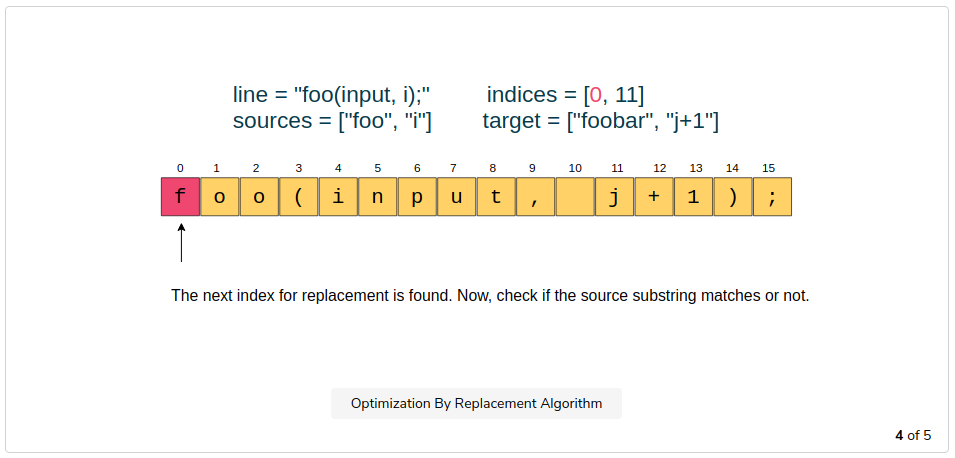 line = "foo(input, i);" indices = [0, 11]
sources = ["foo", "i"] target = ["foobar", "j+1"]
0 1 2 3 4 5 6 7 8 9 10 11 12 13 14 15
f o o ( i n p u t , j + 1 ) ;
The next index for replacement is found. Now, check if the source substring matches or not.
Optimization By Replacement Algorithm
4 of 5